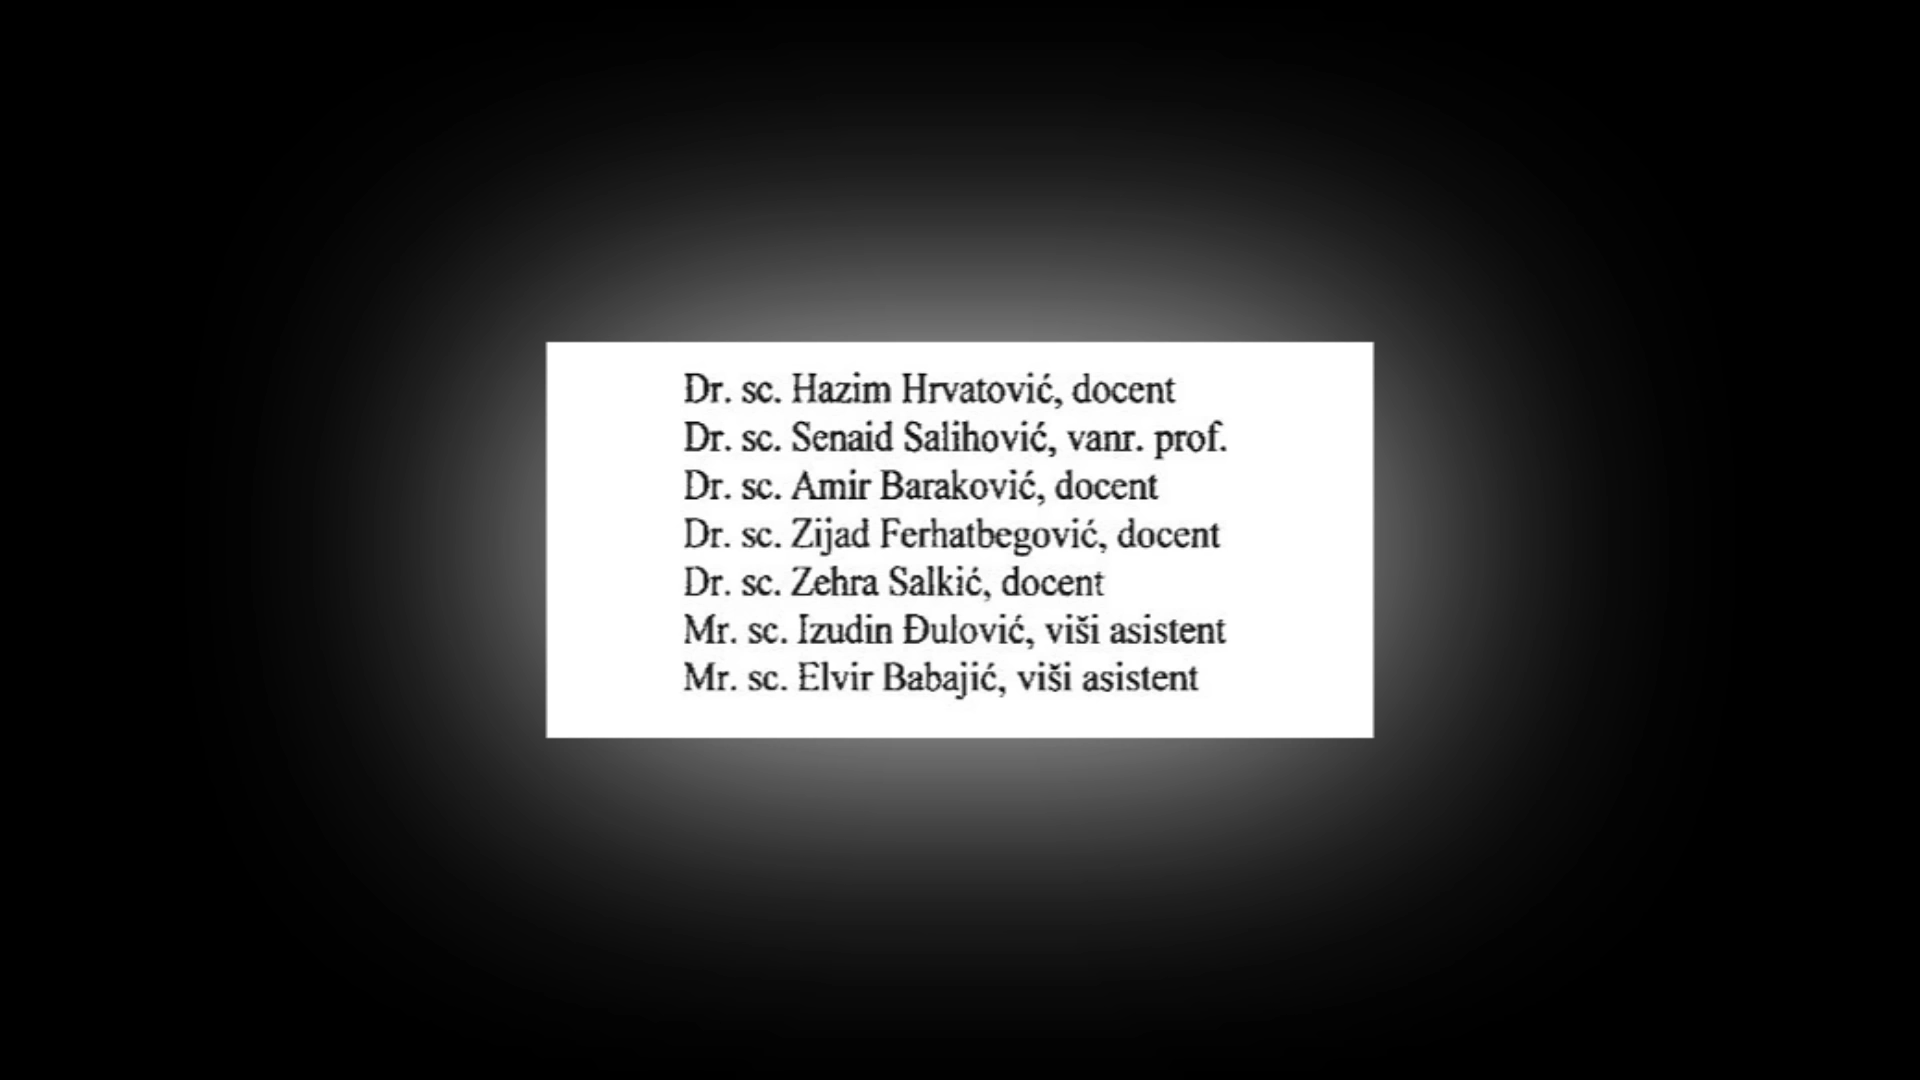 Dr. sc. Hazim Hrvatović, docent
Dr. sc. Senaid Salihović, vanr. prof.
Dr. sc. Amir Baraković, docent
Dr. sc. Zijad Ferhatbegović, docent
Dr. sc. Zehra Salkić, docent
Mr. sc. Izudin Đulović, viši asistent
Mr. sc. Elvir Babajić, viši asistent